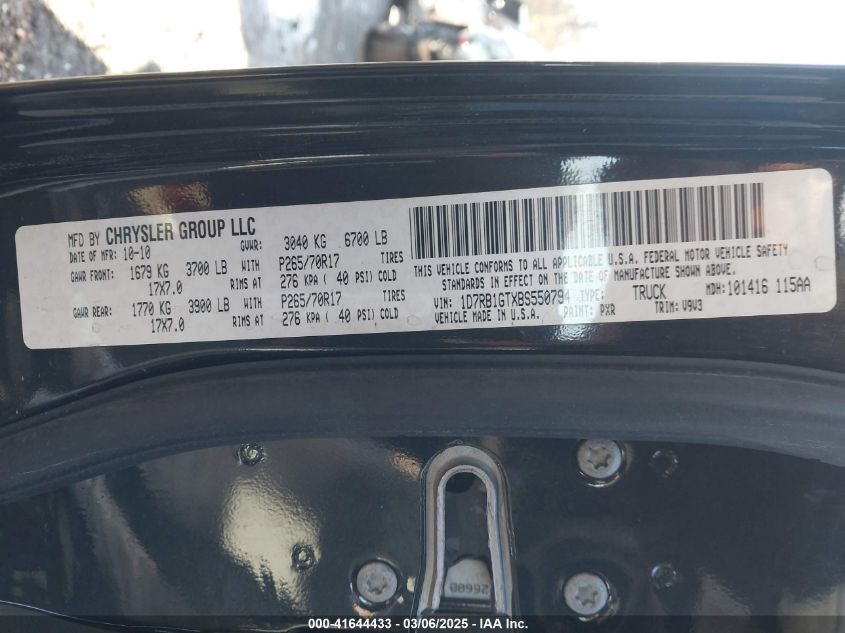 MFD BY CHRYSLER GROUP LLC
DATE OF MFR: 10-10 GVWR: 3040 KG 6700 LB
GAWR FRONT: 1679 KG 3700 LB WITH P265/70R17 TIRES
17X7.0 RIMS AT 276 KPA ( 40 PSI) COLD
GAWR REAR: 1770 KG 3900 LB WITH P265/70R17 TIRES
17X7.0 RIMS AT 276 KPA ( 40 PSI) COLD
THIS VEHICLE CONFORMS TO ALL APPLICABLE U.S.A. FEDERAL MOTOR VEHICLE SAFETY
STANDARDS IN EFFECT ON THE DATE OF MANUFACTURE SHOWN ABOVE.
VIN: 1D7RB1GTXBS550794 TYPE: TRUCK MDH: 101416 115AA
VEHICLE MADE IN U.S.A. PAINT: PXR TRIM: V9V3
26600
000-41644433 - 03/06/2025 - IAA Inc.